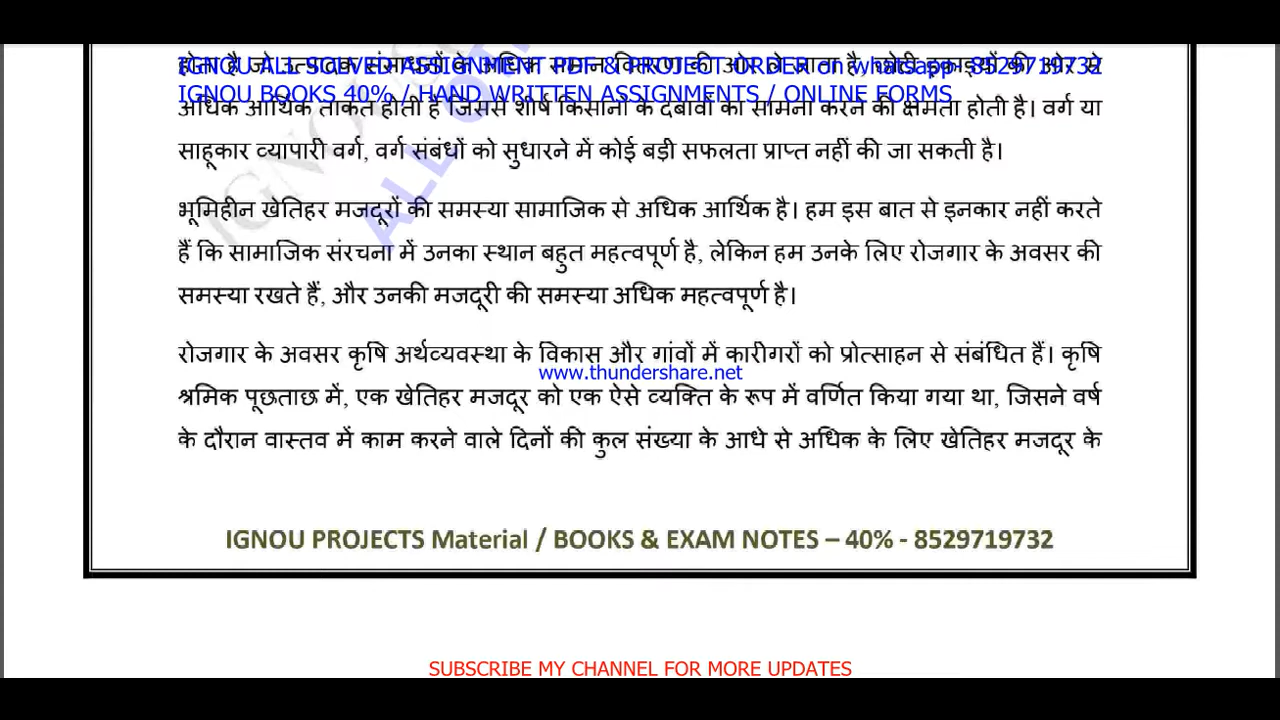 IGNOU ALL SOLVED ASSIGNMENT PDF & PROJECT ORDER on whatsapp - 8529719732
IGNOU BOOKS 40% / HAND WRITTEN ASSIGNMENTS / ONLINE FORMS
अधिक आर्थिक ताकत होती है जिससे शीर्ष किसानों के दबावों का सामना करने की क्षमता होती है। वर्ग या
साहूकार व्यापारी वर्ग, वर्ग संबंधों को सुधारने में कोई बड़ी सफलता प्राप्त नहीं की जा सकती है।
भूमिहीन खेतिहर मजदूरों की समस्या सामाजिक से अधिक आर्थिक है। हम इस बात से इनकार नहीं करते
हैं कि सामाजिक संरचना में उनका स्थान बहुत महत्वपूर्ण है, लेकिन हम उनके लिए रोजगार के अवसर की
समस्या रखते हैं, और उनकी मजदूरी की समस्या अधिक महत्वपूर्ण है।
रोजगार के अवसर कृषि अर्थव्यवस्था के विकास और गांवों में कारीगरों को प्रोत्साहन से संबंधित हैं। कृषि
www.thundershare.net
श्रमिक पूछताछ में, एक खेतिहर मजदूर को एक ऐसे व्यक्ति के रूप में वर्णित किया गया था, जिसने वर्ष
के दौरान वास्तव में काम करने वाले दिनों की कुल संख्या के आधे से अधिक के लिए खेतिहर मजदूर के
IGNOU PROJECTS Material / BOOKS & EXAM NOTES – 40% - 8529719732
SUBSCRIBE MY CHANNEL FOR MORE UPDATES
IGNOU
ALL